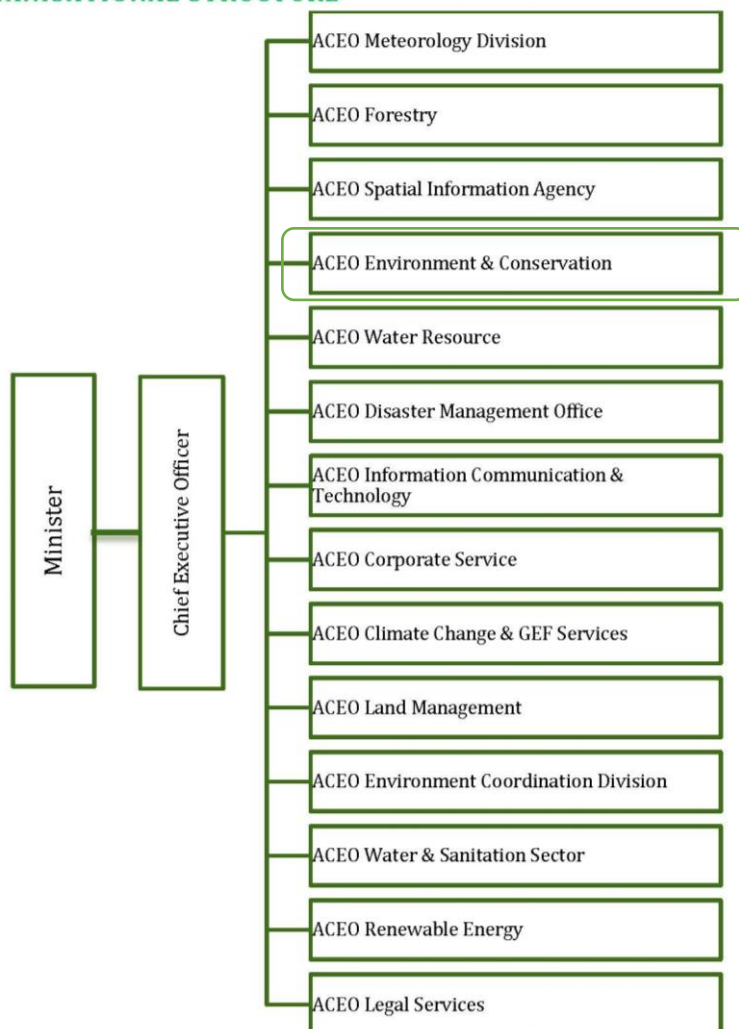 Minister
Chief Executive Officer
ACEO Meteorology Division
ACEO Forestry
ACEO Spatial Information Agency
ACEO Environment & Conservation
ACEO Water Resource
ACEO Disaster Management Office
ACEO Information Communication &
Technology
ACEO Corporate Service
ACEO Climate Change & GEF Services
ACEO Land Management
ACEO Environment Coordination Division
ACEO Water & Sanitation Sector
ACEO Renewable Energy
ACEO Legal Services